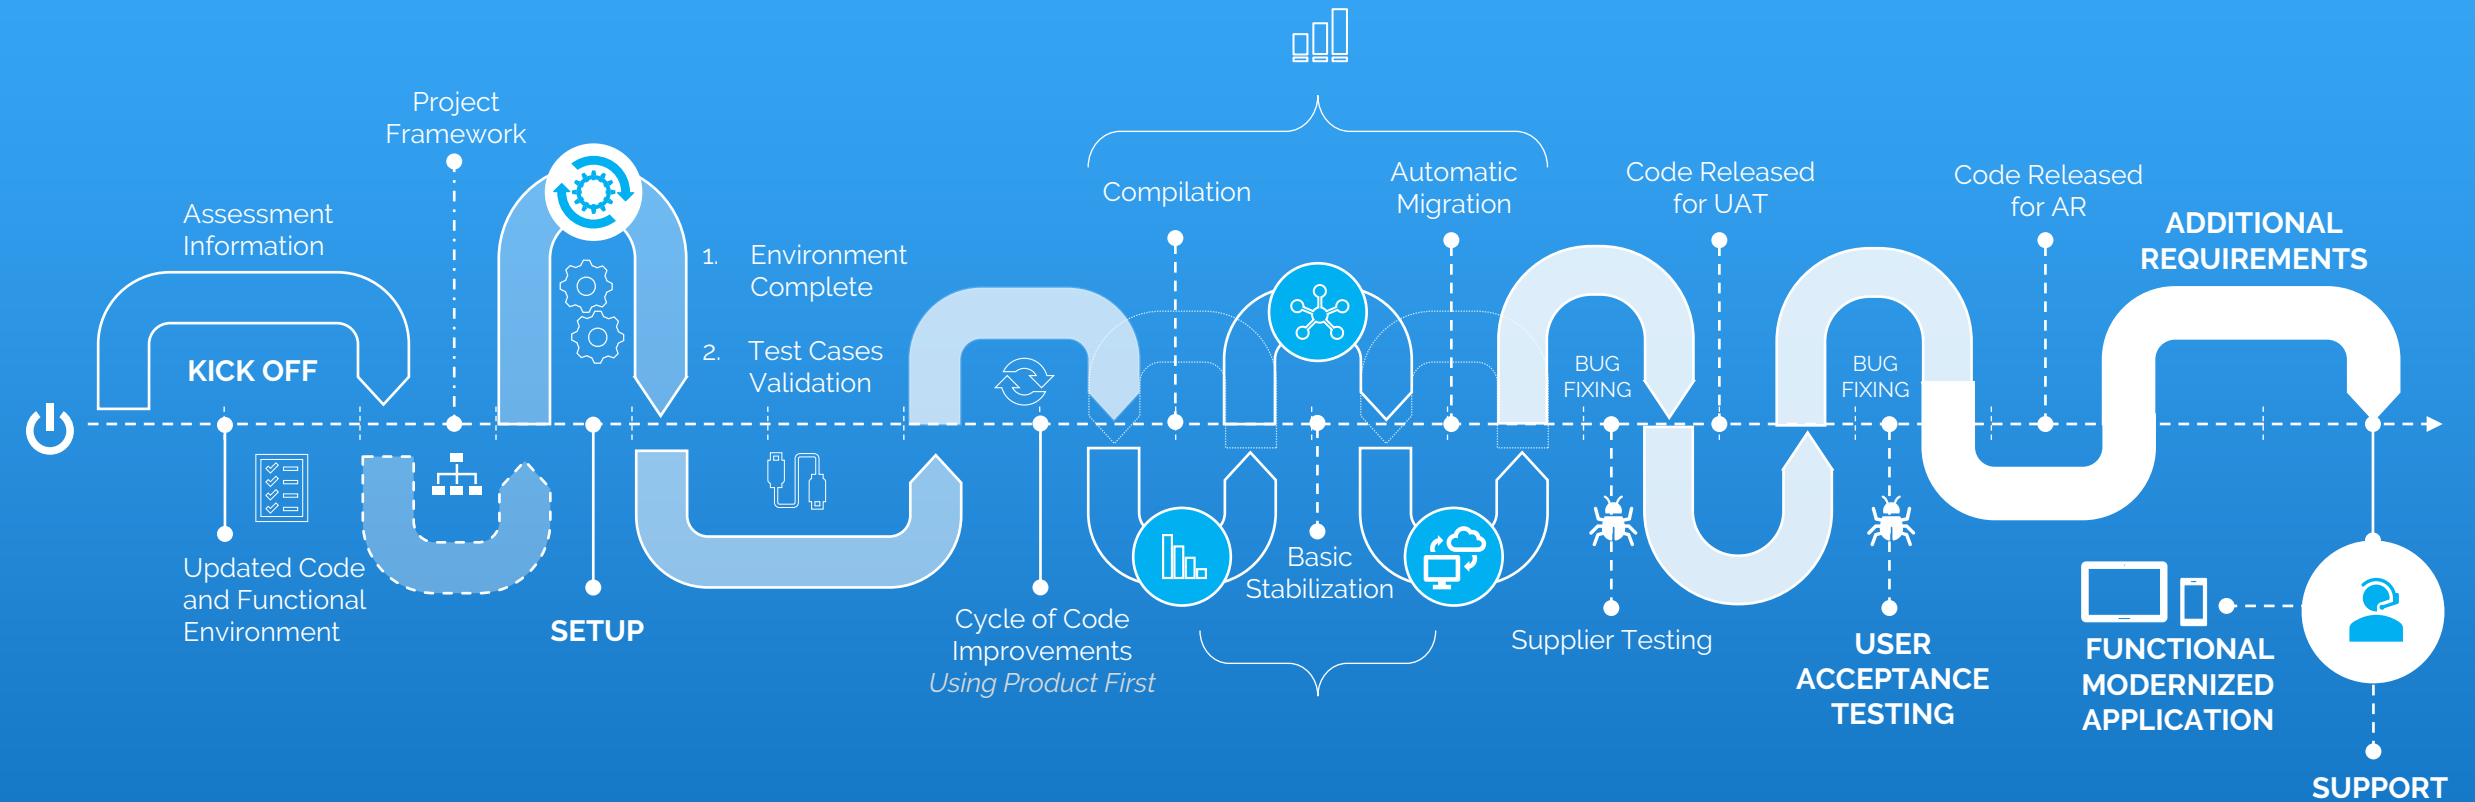 Assessment
Information
KICK OFF
Updated Code
and Functional
Environment
Project
Framework
SETUP
1. Environment
Complete
2. Test Cases
Validation
Cycle of Code
Improvements
Using Product First
Compilation
Basic
Stabilization
Automatic
Migration
BUG
FIXING
Supplier Testing
Code Released
for UAT
BUG
FIXING
USER
ACCEPTANCE
TESTING
Code Released
for AR
ADDITIONAL
REQUIREMENTS
FUNCTIONAL
MODERNIZED
APPLICATION
SUPPORT